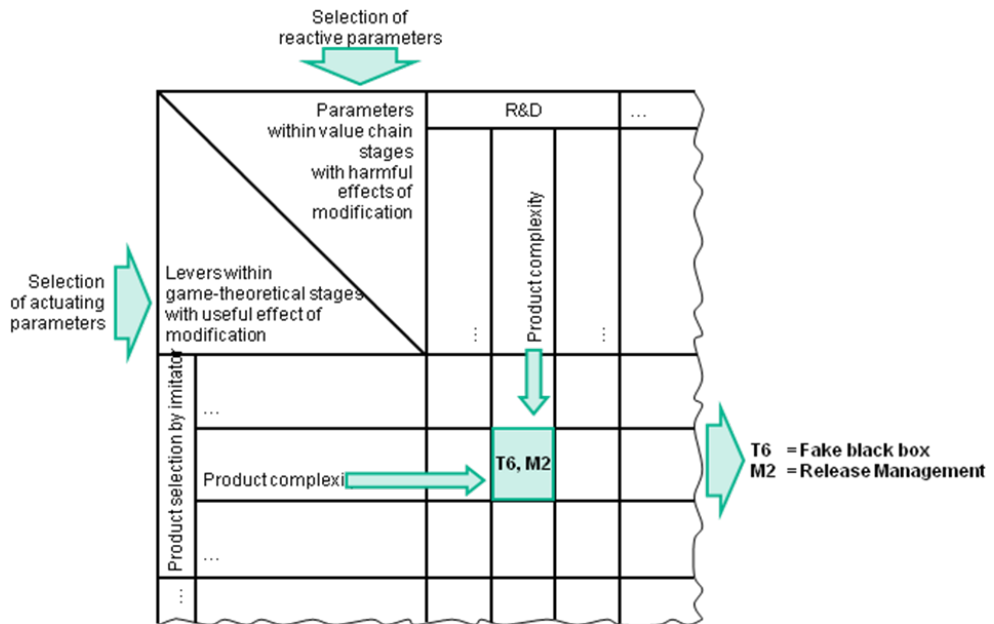 Selection of
reactive parameters
Parameters
within value chain
stages
with harmful
effects of
modification
R&D
...
Product complexity
...
...
Selection
of actuating
parameters
Levers within
game-theoretical stages
with useful effect of
modification
Product selection by imitator
...
Product complexi
T6, M2
...
...
T6 = Fake black box
M2 = Release Management